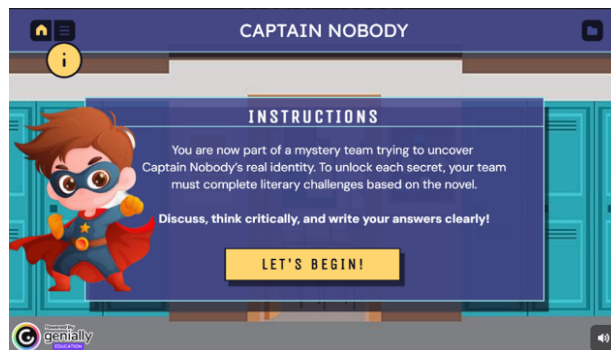 CAPTAIN NOBODY
i
INSTRUCTIONS
You are now part of a mystery team trying to uncover
Captain Nobody's real identity. To unlock each secret, your team
must complete literary challenges based on the novel.
Discuss, think critically, and write your answers clearly!
LET'S BEGIN!
Powered by
genially
EDUCATION